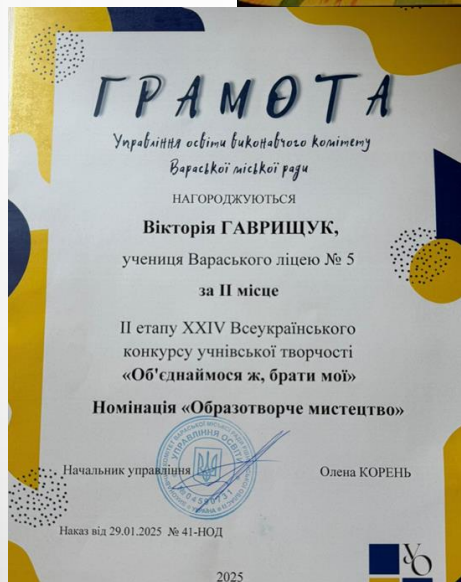 ГРАМОТА
Управління освіти виконавчого комітету
Вараської міської ради
НАГОРОДЖУЮТЬСЯ
Вікторія ГАВРИЩУК,
учениця Вараського ліцею № 5
за ІІ місце
ІІ етапу XXIV Всеукраїнського
конкурсу учнівської творчості
«Об'єднаймося ж, брати мої»
Номінація «Образотворче мистецтво»
УПРАВЛІННЯ ОСВІТИ
Начальник управління Олена КОРЕНЬ
Наказ від 29.01.2025 № 41-НОД
УО
2025